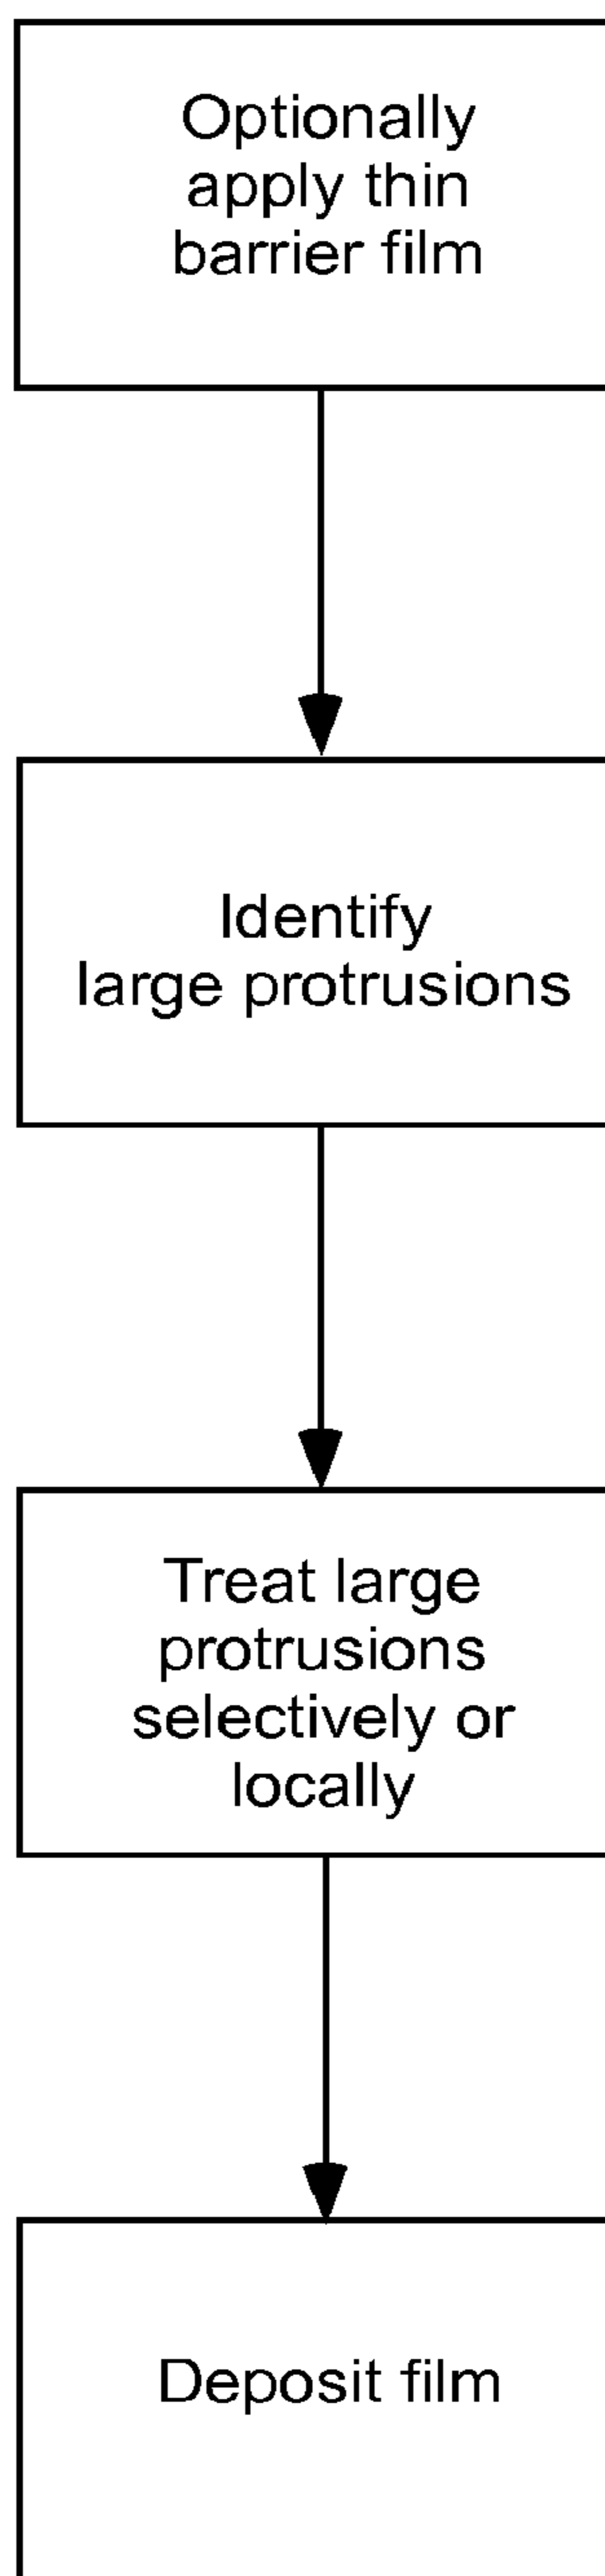 Optionally
apply thin
barrier film
Identify
large protrusions
Treat large
protrusions
selectively or
locally
Deposit film